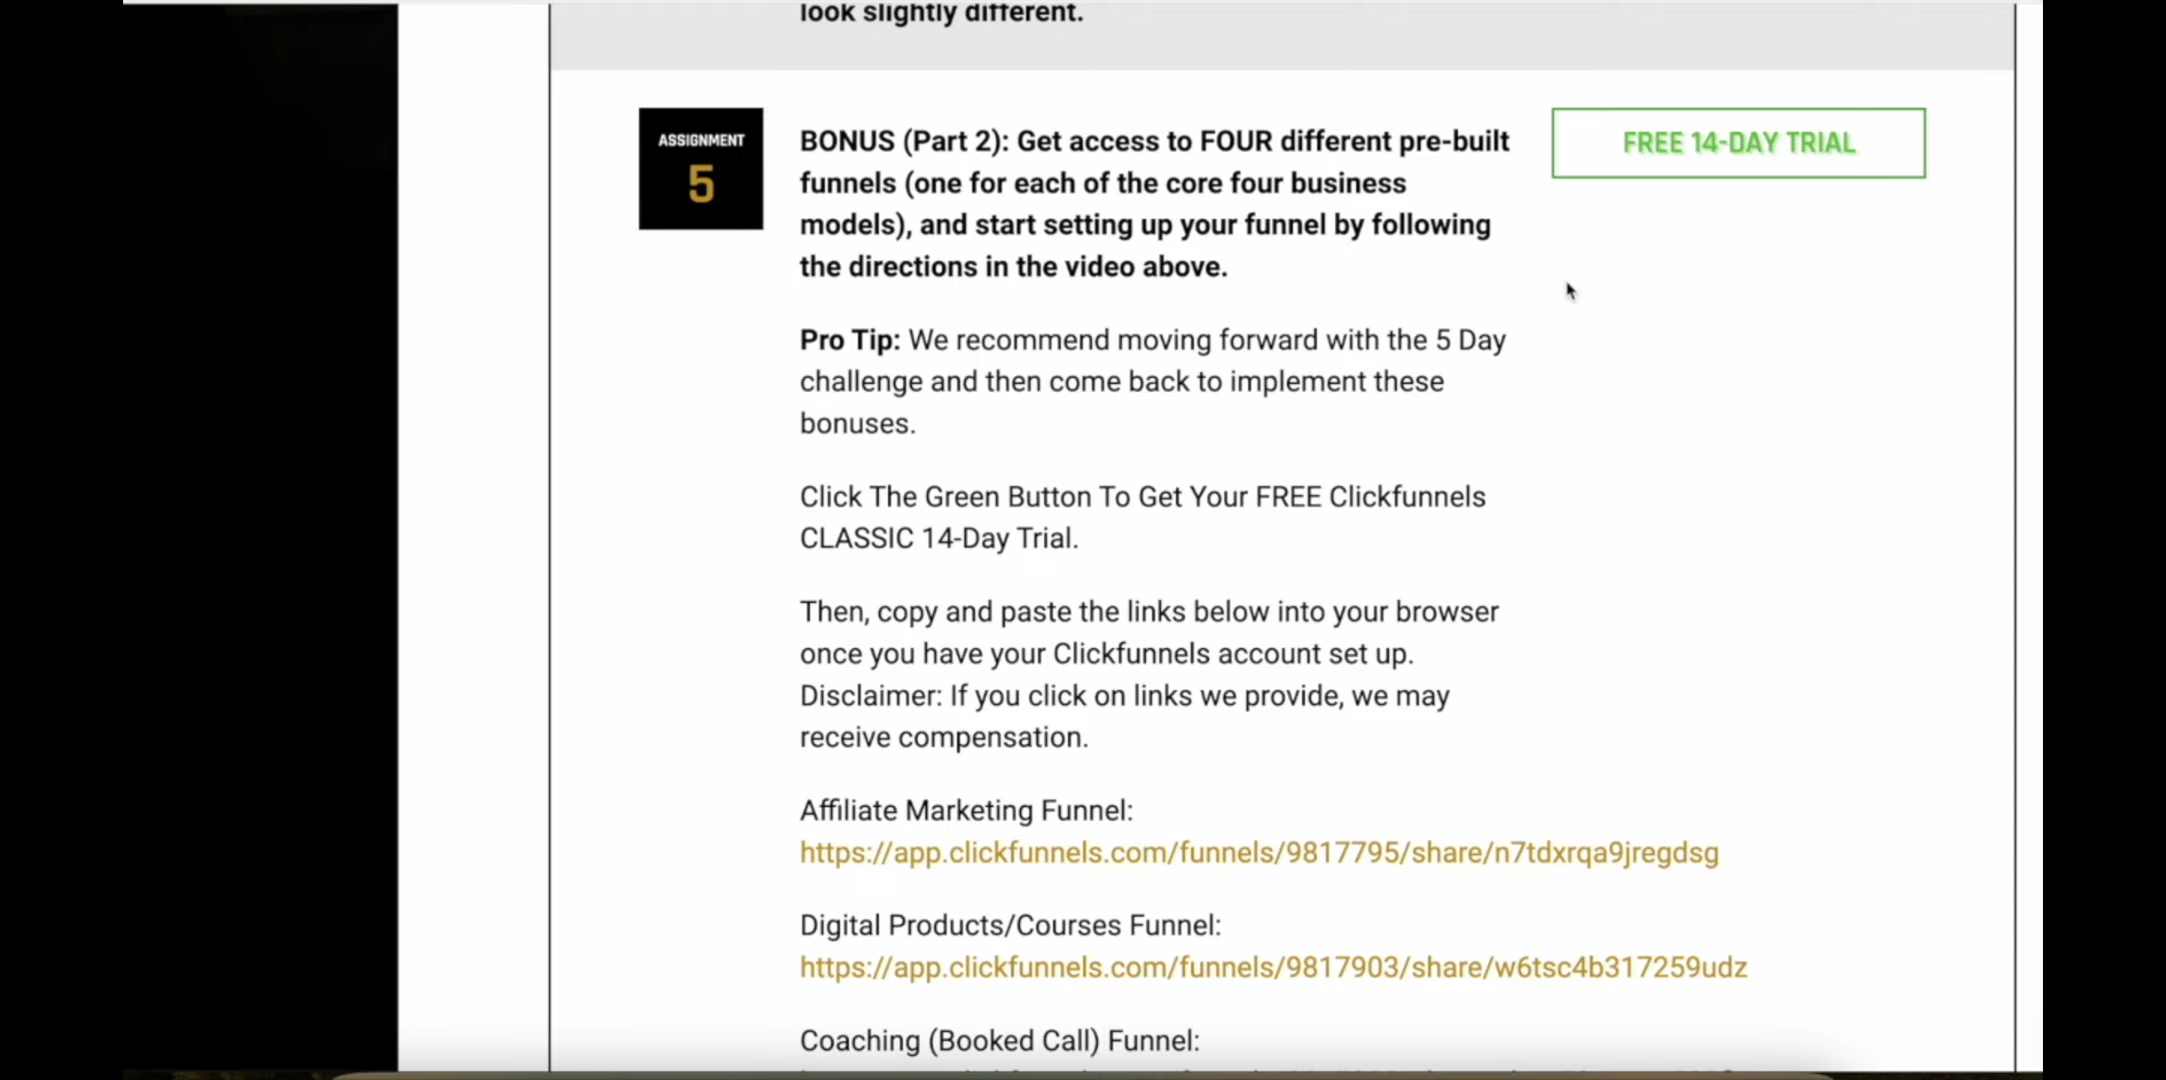 look slightly different.
ASSIGNMENT
5
BONUS (Part 2): Get access to FOUR different pre-built
funnels (one for each of the core four business
models), and start setting up your funnel by following
the directions in the video above.
FREE 14-DAY TRIAL
Pro Tip: We recommend moving forward with the 5 Day
challenge and then come back to implement these
bonuses.
Click The Green Button To Get Your FREE Clickfunnels
CLASSIC 14-Day Trial.
Then, copy and paste the links below into your browser
once you have your Clickfunnels account set up.
Disclaimer: If you click on links we provide, we may
receive compensation.
Affiliate Marketing Funnel:
https://app.clickfunnels.com/funnels/9817795/share/n7tdxrqa9jregdsg
Digital Products/Courses Funnel:
https://app.clickfunnels.com/funnels/9817903/share/w6tsc4b317259udz
Coaching (Booked Call) Funnel: